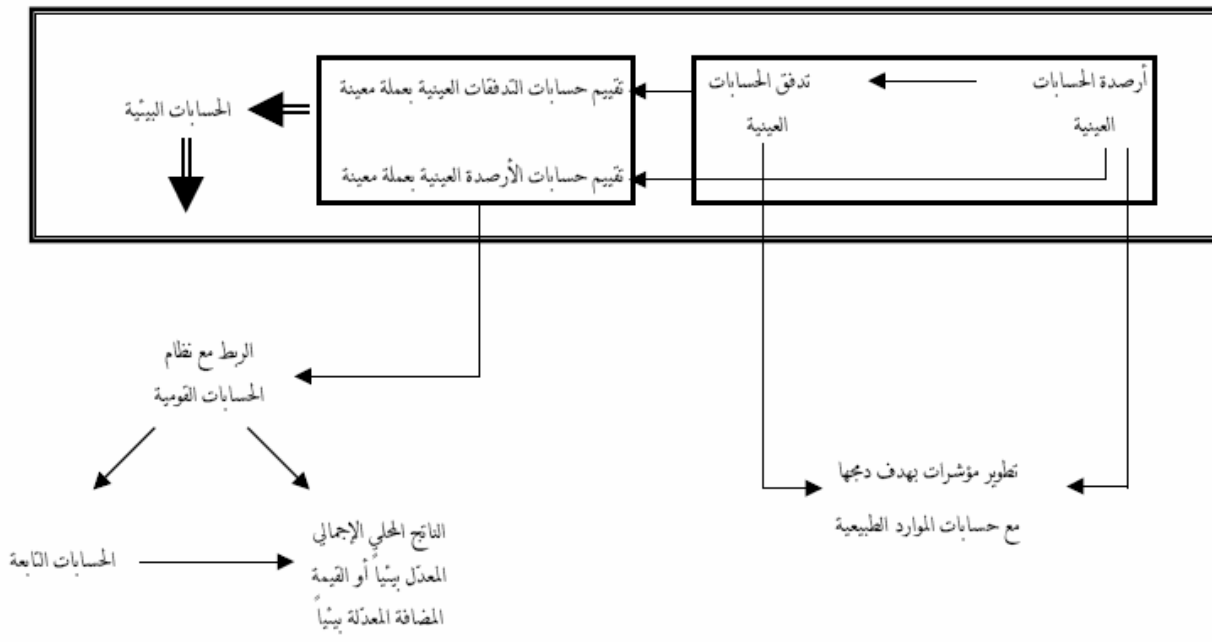 أرصدة الحسابات
العينية
تدفق الحسابات
العينية
تقييم حسابات التدفقات العينية بعملة معينة
تقييم حسابات الأرصدة العينية بعملة معينة
الحسابات البيئية
الربط مع نظام
الحسابات القومية
تطوير مؤشرات بهدف دمجها
مع حسابات الموارد الطبيعية
الناتج المحلي الإجمالي
المعدّل بيئياً أو القيمة
المضافة المعدّلة بيئياً
الحسابات التابعة